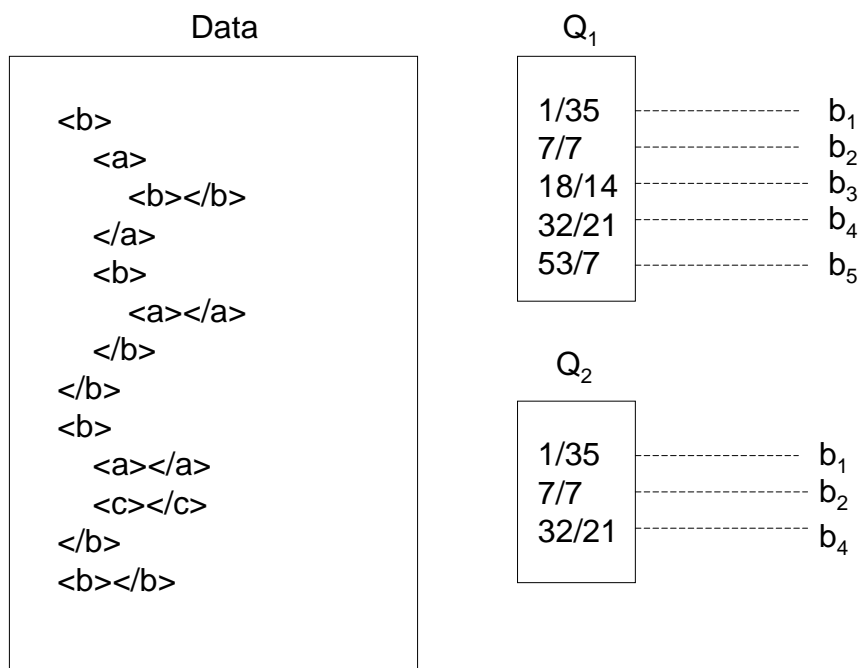 Data
<b>
<a>
<b></b>
</a>
<b>
<a></a>
</b>
</b>
<b>
<a></a>
<c></c>
</b>
<b></b>
Q₁
1/35 b₁
7/7 b₂
18/14 b₃
32/21 b₄
53/7 b₅
Q₂
1/35 b₁
7/7 b₂
32/21 b₄